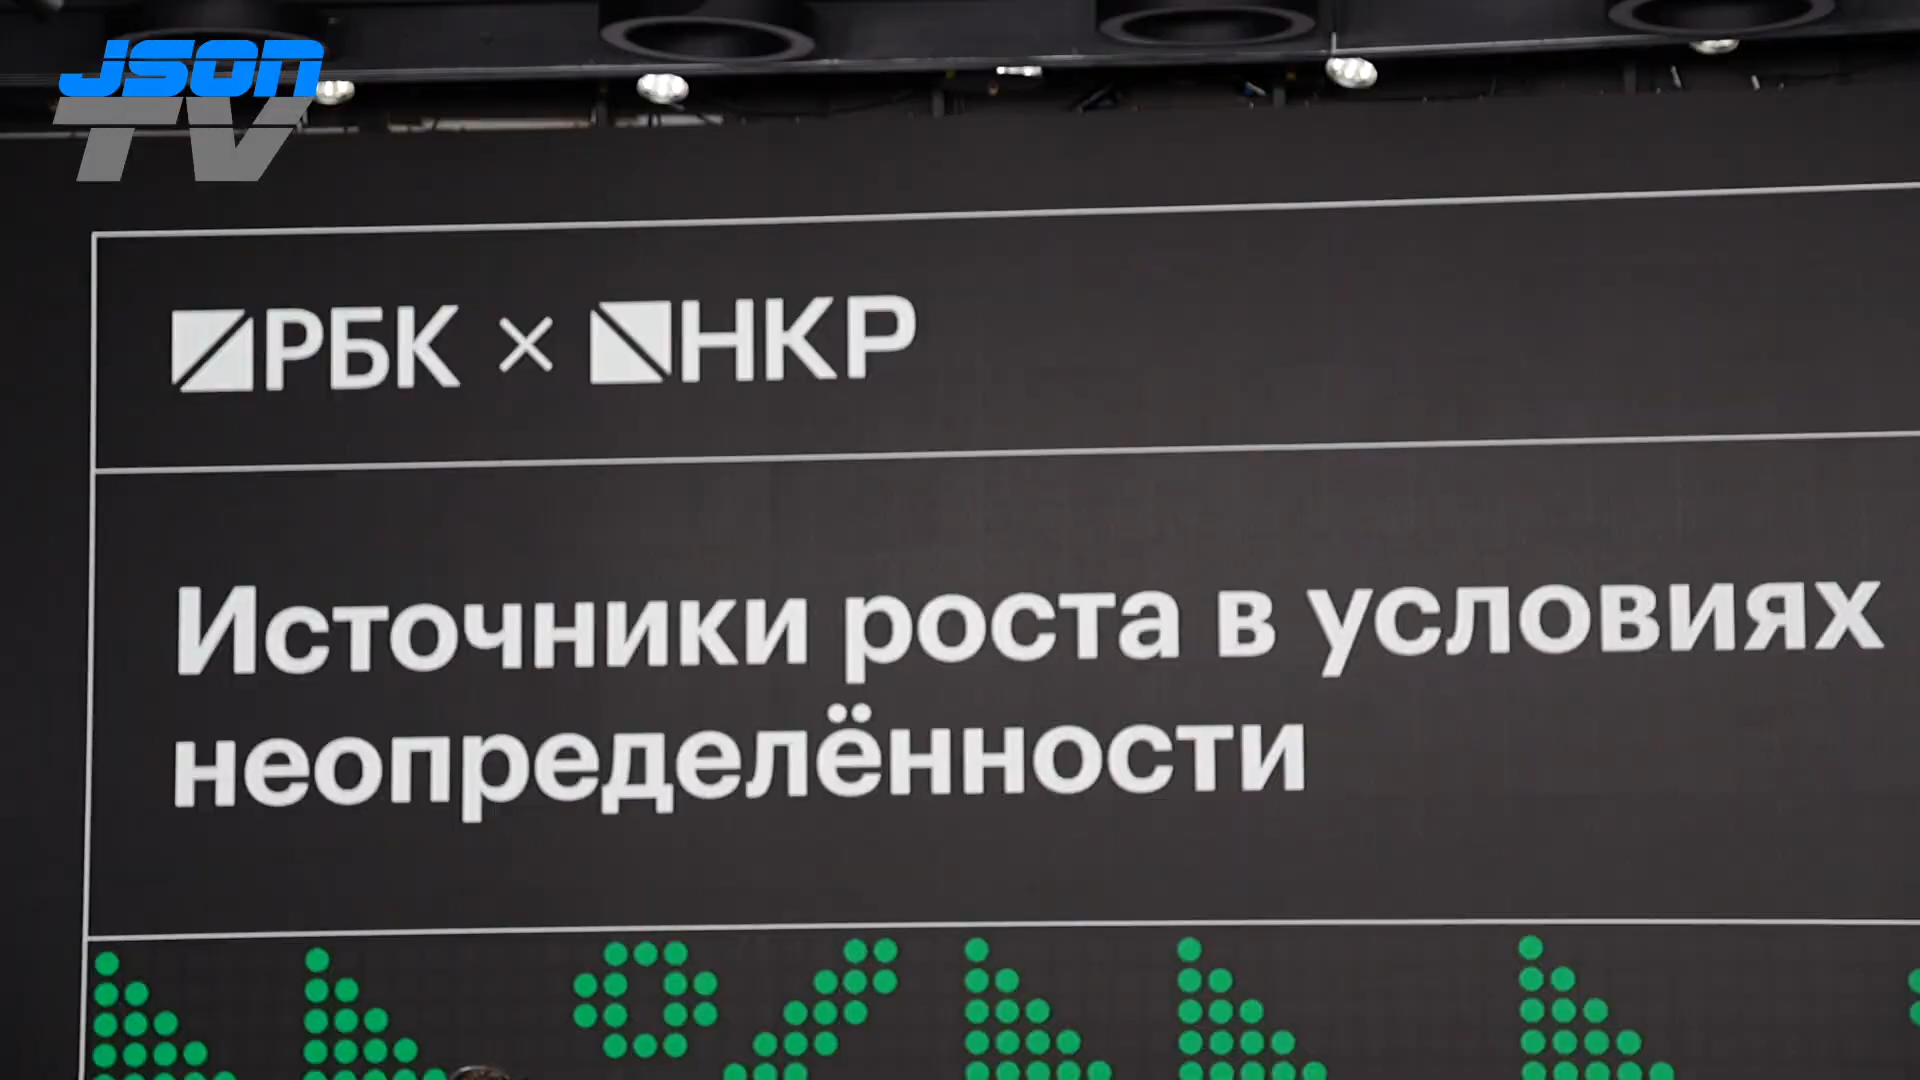 JSON
TV
РБК × НКР
Источники роста в условиях
неопределённости